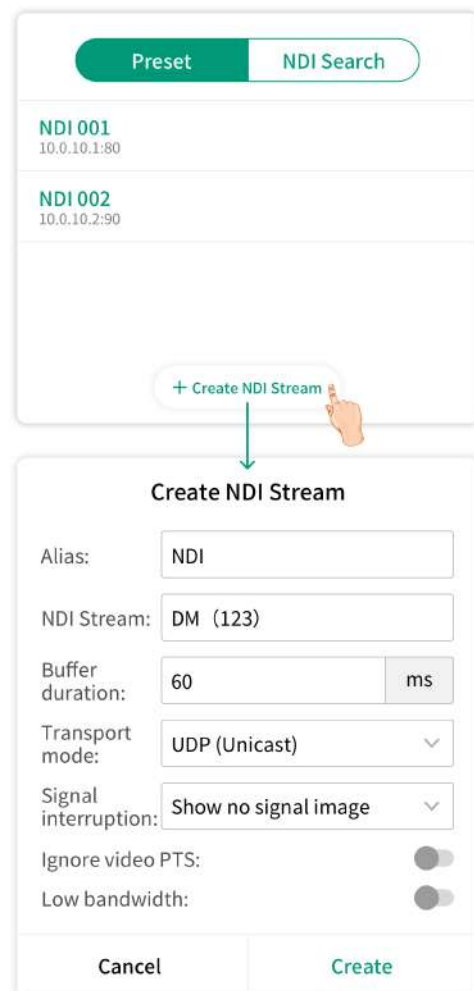 Preset
NDI Search
NDI 001
10.0.10.1:80
NDI 002
10.0.10.2:90
+ Create NDI Stream
Create NDI Stream
Alias: NDI
NDI Stream: DM（123）
Buffer
duration: 60 ms
Transport
mode: UDP (Unicast)
Signal
interruption: Show no signal image
Ignore video PTS:
Low bandwidth:
Cancel
Create